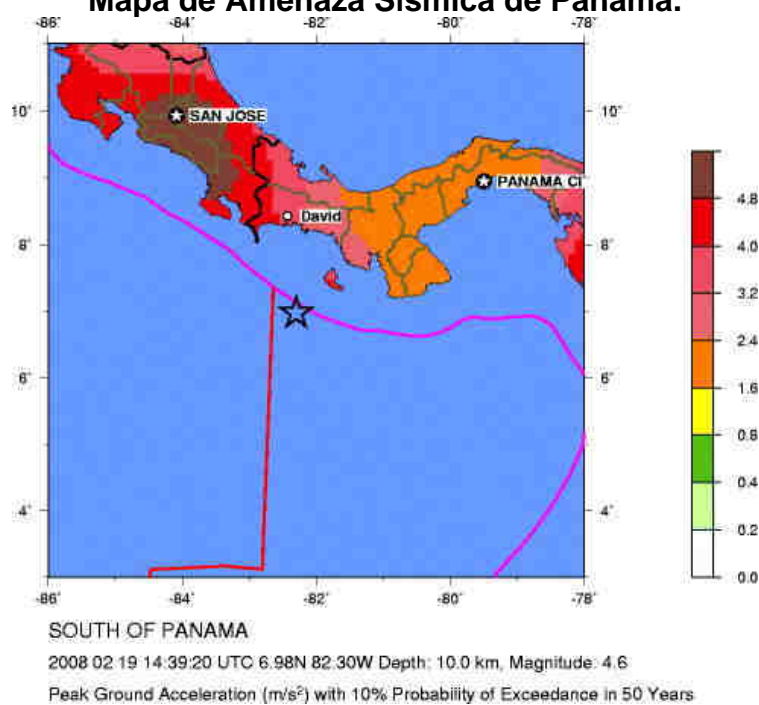 Mapa de Amenaza Sísmica de Panamá.
-86° -84° -82° -80° -78°
10° 10°
SAN JOSE
PANAMA CI
David
8° 8°
6° 6°
4° 4°
-86° -84° -82° -80° -78°
4.8
4.0
3.2
2.4
1.6
0.8
0.4
0.2
0.0
SOUTH OF PANAMA
2008 02 19 14:39:20 UTC 6.98N 82.30W Depth: 10.0 km, Magnitude: 4.6
Peak Ground Acceleration (m/s²) with 10% Probability of Exceedance in 50 Years